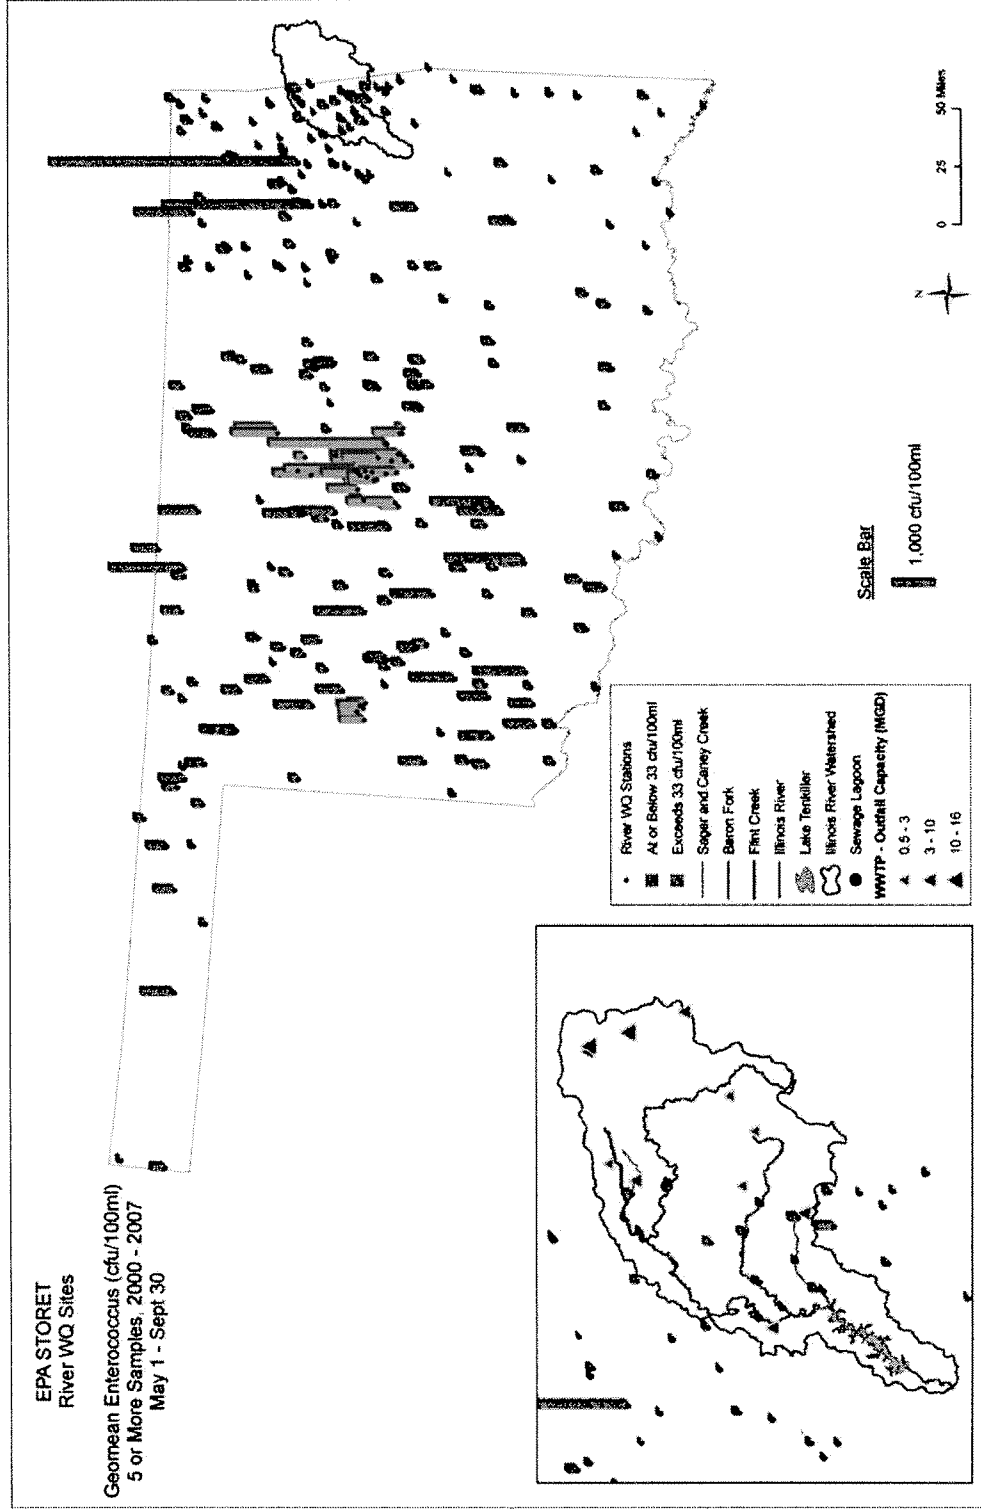 EPA STORET
River WQ Sites
Geomean Enterococcus (cfu/100ml)
5 or More Samples, 2000 - 2007
May 1 - Sept 30
River WQ Stations
At or Below 33 cfu/100ml
Exceeds 33 cfu/100ml
Sager and Caney Creek
Baron Fork
Flint Creek
Illinois River
Lake Tenkiller
Illinois River Watershed
Sewage Lagoon
WWTP - Outfall Capacity (MGD)
0.5 - 3
3 - 10
10 - 16
Scale Bar
1,000 cfu/100ml
N
0 25 50 Miles